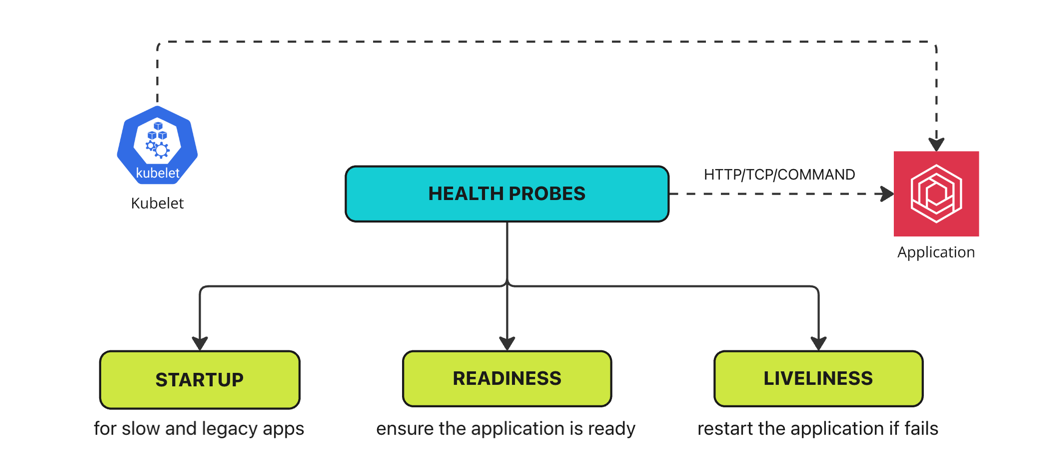 kubelet
Kubelet
HEALTH PROBES
HTTP/TCP/COMMAND
Application
STARTUP
READINESS
LIVELINESS
for slow and legacy apps
ensure the application is ready
restart the application if fails